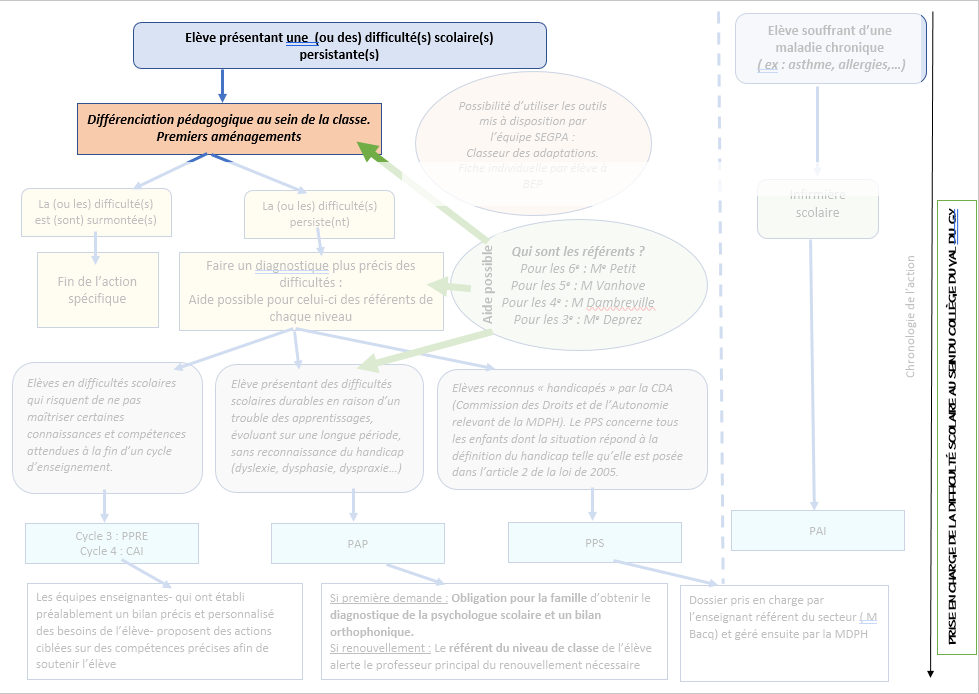 Elève présentant une (ou des) difficulté(s) scolaire(s)
persistante(s)
Elève souffrant d'une
maladie chronique
( ex : asthme, allergies,...)
Différenciation pédagogique au sein de la classe.
Premiers aménagements
Possibilité d'utiliser les outils
mis à disposition par
l'équipe SEGPA :
Classeur des adaptations.
Fiche individuelle par élève à
BEP
La (ou les) difficulté(s)
est (sont) surmontée(s)
La (ou les) difficulté(s)
persiste(nt)
Infirmière
scolaire
Fin de l'action
spécifique
Faire un diagnostique plus précis des
difficultés :
Aide possible pour celui-ci des référents de
chaque niveau
Aide possible
Qui sont les référents ?
Pour les 6e : Me Petit
Pour les 5e : M Vanhove
Pour les 4e : M Dambreville
Pour les 3e : Me Deprez
Chronologie de l'action
PRISE EN CHARGE DE LA DIFFICULTÉ SCOLAIRE AU SEIN DU COLLÈGE DU VAL DU GY
Elèves en difficultés scolaires
qui risquent de ne pas
maîtriser certaines
connaissances et compétences
attendues à la fin d'un cycle
d'enseignement.
Elève présentant des difficultés
scolaires durables en raison d'un
trouble des apprentissages,
évoluant sur une longue période,
sans reconnaissance du handicap
(dyslexie, dysphasie, dyspraxie...)
Elèves reconnus « handicapés » par la CDA
(Commission des Droits et de l'Autonomie
relevant de la MDPH). Le PPS concerne tous
les enfants dont la situation répond à la
définition du handicap telle qu'elle est posée
dans l'article 2 de la loi de 2005.
Cycle 3 : PPRE
Cycle 4 : CAI
PAP
PPS
PAI
Les équipes enseignantes- qui ont établi
préalablement un bilan précis et personnalisé
des besoins de l'élève- proposent des actions
ciblées sur des compétences précises afin de
soutenir l'élève
Si première demande : Obligation pour la famille d'obtenir le
diagnostique de la psychologue scolaire et un bilan
orthophonique.
Si renouvellement : Le référent du niveau de classe de l'élève
alerte le professeur principal du renouvellement nécessaire
Dossier pris en charge par
l'enseignant référent du secteur ( M
Bacq) et géré ensuite par la MDPH